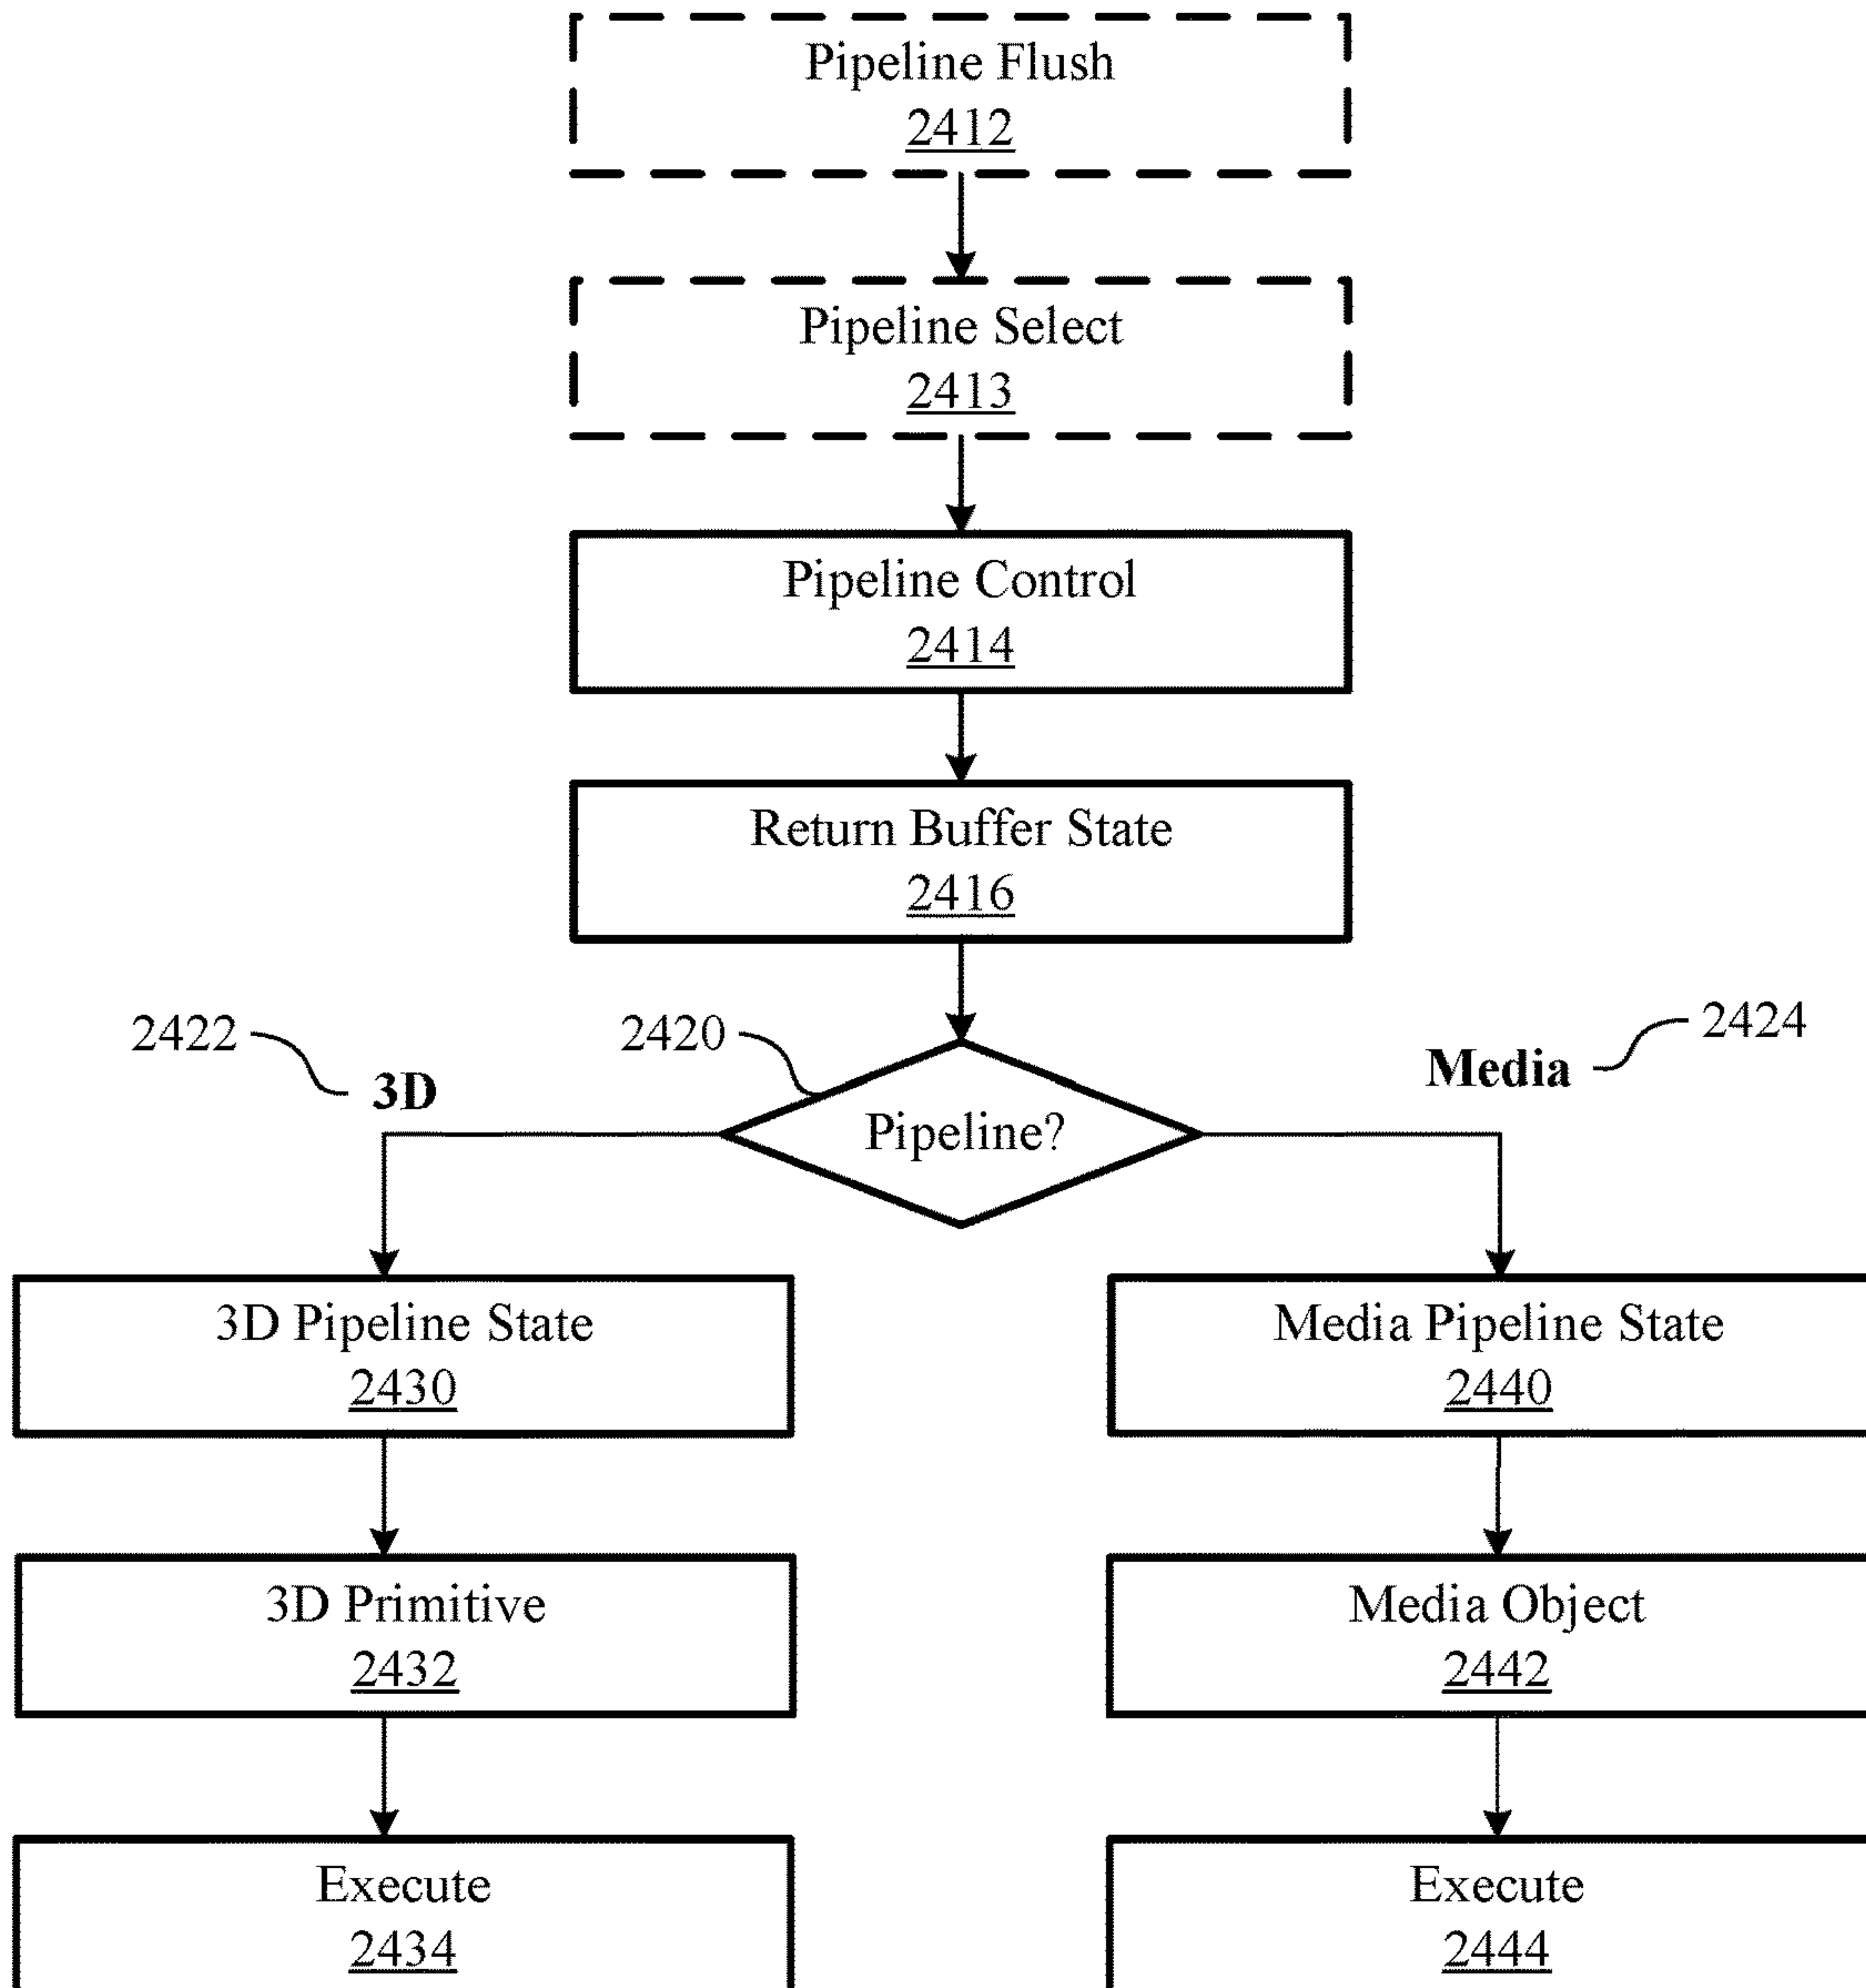 Pipeline Flush
2412
Pipeline Select
2413
Pipeline Control
2414
Return Buffer State
2416
2422
2420
2424
3D
Media
Pipeline?
3D Pipeline State
2430
Media Pipeline State
2440
3D Primitive
2432
Media Object
2442
Execute
2434
Execute
2444